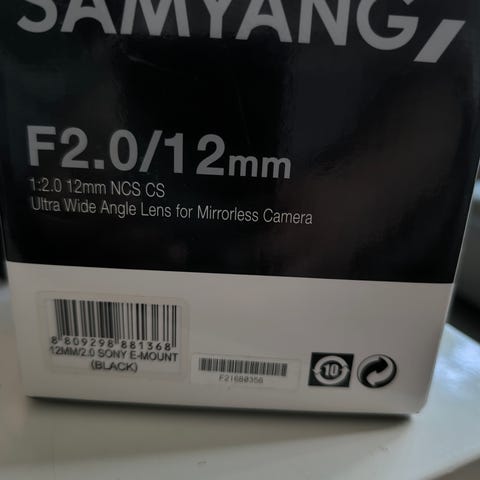 SAMYANG
F2.0/12mm
1:2.0 12mm NCS CS
Ultra Wide Angle Lens for Mirrorless Camera
8 809298 881368
12MM/2.0 SONY E-MOUNT
(BLACK)
F216B0356
10